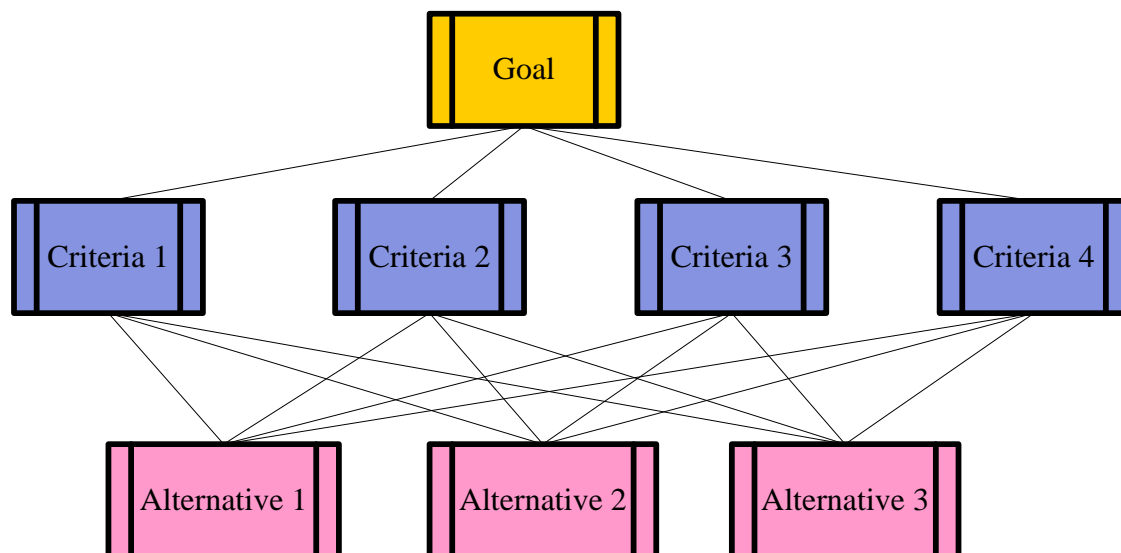 Goal
Criteria 1
Criteria 2
Criteria 3
Criteria 4
Alternative 1
Alternative 2
Alternative 3